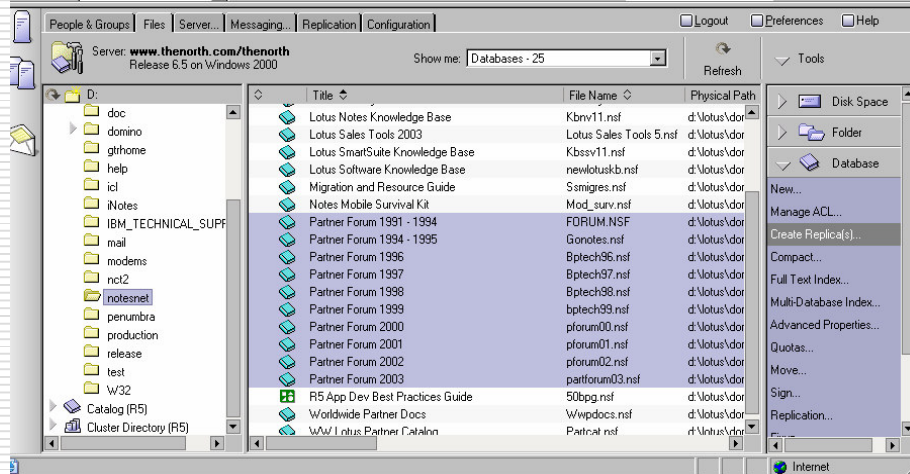 People & Groups Files Server... Messaging... Replication Configuration Logout Preferences Help
Server: www.thenorth.com/thenorth
Release 6.5 on Windows 2000
Show me: Databases - 25
Refresh
Tools
D:
doc
domino
gtrhome
help
icl
iNotes
IBM_TECHNICAL_SUPP
mail
modems
nct2
notesnet
penumbra
production
release
test
W32
Catalog (R5)
Cluster Directory (R5)
Title File Name Physical Path
Lotus Notes Knowledge Base Kbnv11.nsf d:\lotus\dor
Lotus Sales Tools 2003 Lotus Sales Tools 5.nsf d:\lotus\dor
Lotus SmartSuite Knowledge Base Kbssv11.nsf d:\lotus\dor
Lotus Software Knowledge Base newlotuskb.nsf d:\lotus\dor
Migration and Resource Guide Ssmigres.nsf d:\lotus\dor
Notes Mobile Survival Kit Mod_surv.nsf d:\lotus\dor
Partner Forum 1991 - 1994 FORUM.NSF d:\lotus\dor
Partner Forum 1994 - 1995 Gonotes.nsf d:\lotus\dor
Partner Forum 1996 Bptech96.nsf d:\lotus\dor
Partner Forum 1997 Bptech97.nsf d:\lotus\dor
Partner Forum 1998 Bptech98.nsf d:\lotus\dor
Partner Forum 1999 bptech99.nsf d:\lotus\dor
Partner Forum 2000 pforum00.nsf d:\lotus\dor
Partner Forum 2001 pforum01.nsf d:\lotus\dor
Partner Forum 2002 pforum02.nsf d:\lotus\dor
Partner Forum 2003 partforum03.nsf d:\lotus\dor
R5 App Dev Best Practices Guide 50bpg.nsf d:\lotus\dor
Worldwide Partner Docs Wwpdocs.nsf d:\lotus\dor
WW Lotus Partner Catalog Partcat.nsf d:\lotus\dor
Disk Space
Folder
Database
New...
Manage ACL...
Create Replica(s)...
Compact...
Full Text Index...
Multi-Database Index...
Advanced Properties...
Quotas...
Move...
Sign...
Replication...
Internet